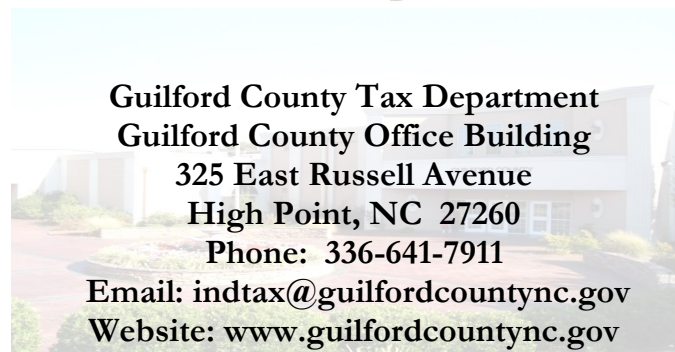 Guilford County Tax Department
Guilford County Office Building
325 East Russell Avenue
High Point, NC  27260
Phone:  336-641-7911
Email: indtax@guilfordcountync.gov
Website: www.guilfordcountync.gov